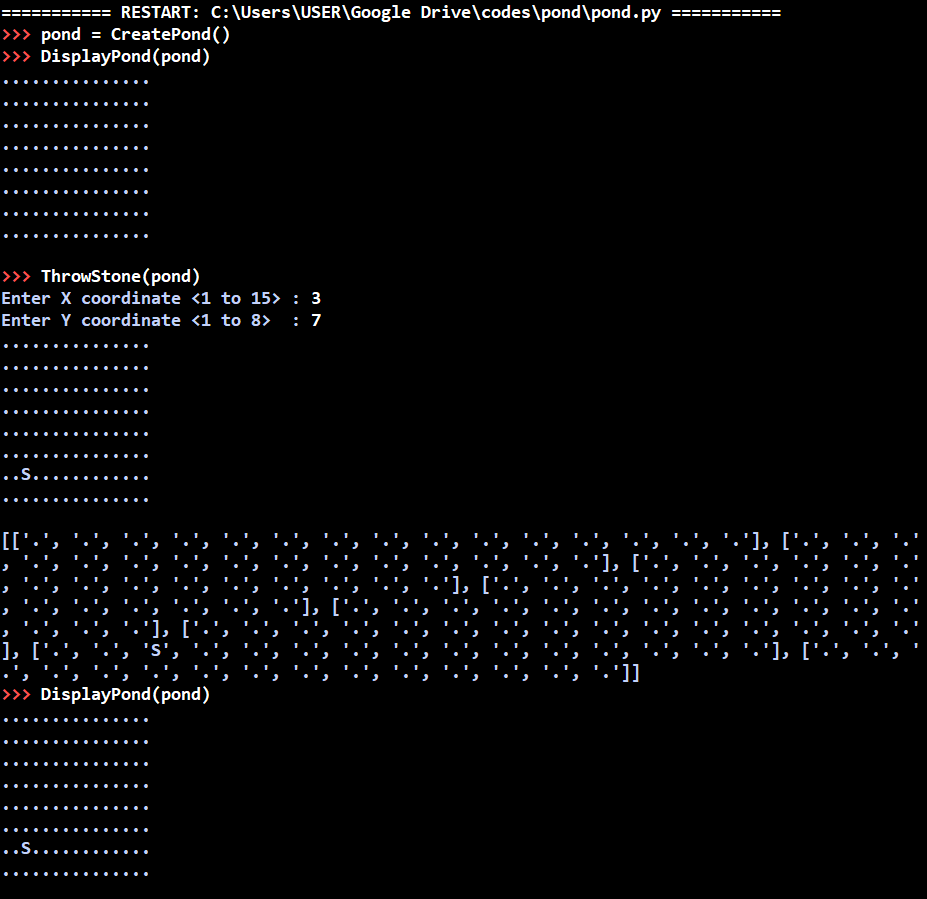 =========== RESTART: C:\Users\USER\Google Drive\codes\pond\pond.py ===========
>>> pond = CreatePond()
>>> DisplayPond(pond)
...............
...............
...............
...............
...............
...............
...............
...............
>>> ThrowStone(pond)
Enter X coordinate <1 to 15> : 3
Enter Y coordinate <1 to 8>  : 7
...............
...............
...............
...............
...............
...............
..S............
...............
[['.', '.', '.', '.', '.', '.', '.', '.', '.', '.', '.', '.', '.', '.', '.'], ['.', '.', '.'
, '.', '.', '.', '.', '.', '.', '.', '.', '.', '.', '.', '.'], ['.', '.', '.', '.', '.', '.'
, '.', '.', '.', '.', '.', '.', '.', '.', '.'], ['.', '.', '.', '.', '.', '.', '.', '.', '.'
, '.', '.', '.', '.', '.', '.'], ['.', '.', '.', '.', '.', '.', '.', '.', '.', '.', '.', '.'
, '.', '.', '.'], ['.', '.', '.', '.', '.', '.', '.', '.', '.', '.', '.', '.', '.', '.', '.'
], ['.', '.', 'S', '.', '.', '.', '.', '.', '.', '.', '.', '.', '.', '.', '.'], ['.', '.', '
.', '.', '.', '.', '.', '.', '.', '.', '.', '.', '.', '.', '.']]
>>> DisplayPond(pond)
...............
...............
...............
...............
...............
...............
..S............
...............